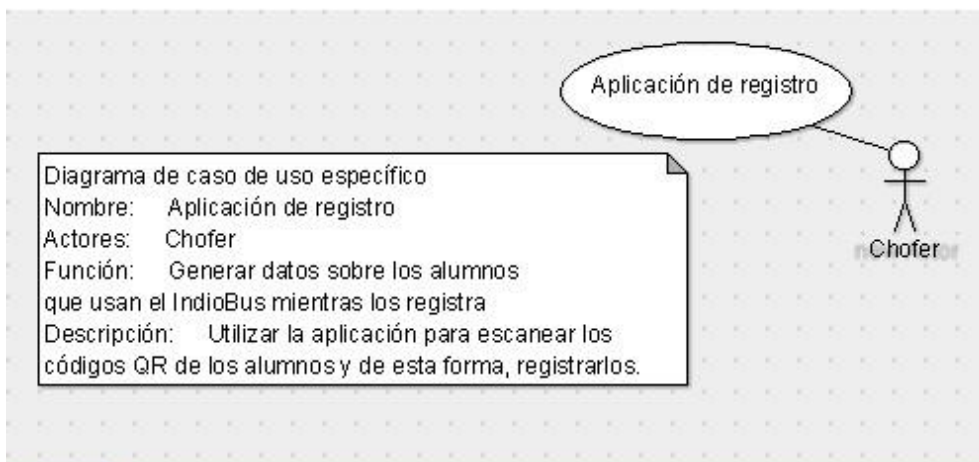 Aplicación de registro
Diagrama de caso de uso específico
Nombre: Aplicación de registro
Actores: Chofer
Función: Generar datos sobre los alumnos
que usan el IndioBus mientras los registra
Descripción: Utilizar la aplicación para escanear los
códigos QR de los alumnos y de esta forma, registrarlos.
Chofer